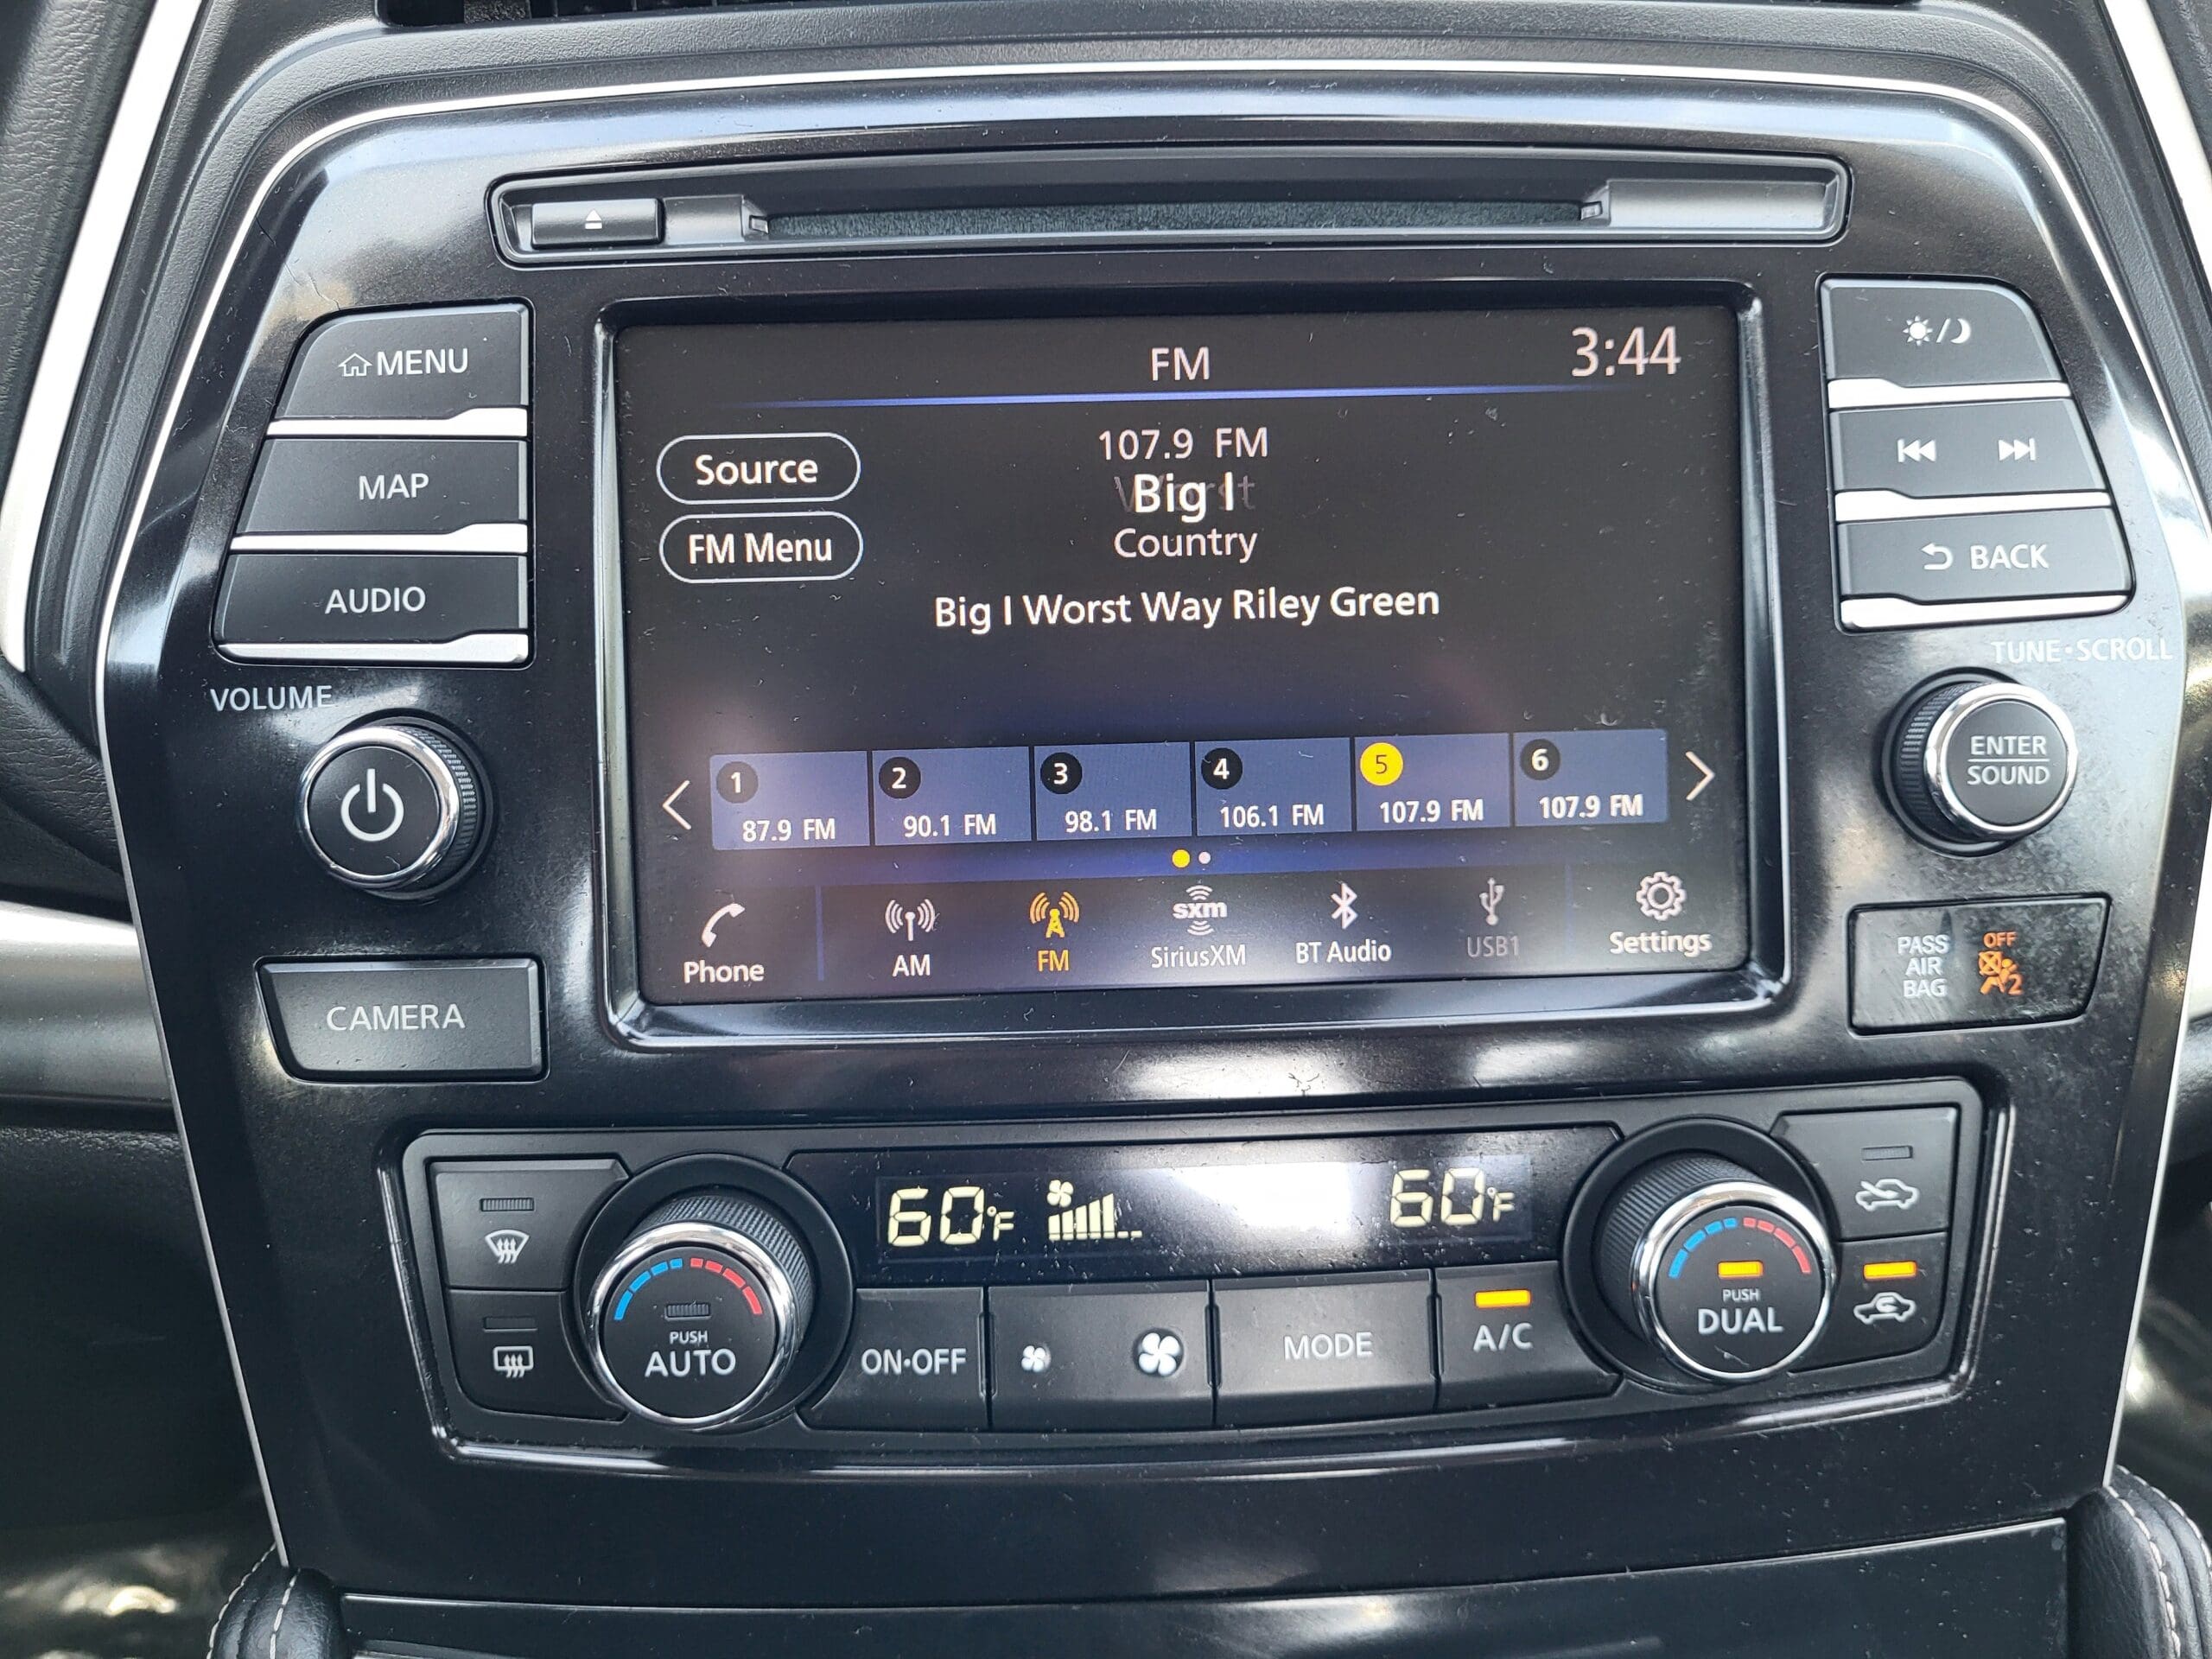 MENU
MAP
AUDIO
VOLUME
CAMERA
FM
3:44
Source
FM Menu
107.9 FM
Big I
Worst
Country
Big I Worst Way Riley Green
1
87.9 FM
2
90.1 FM
3
98.1 FM
4
106.1 FM
5
107.9 FM
6
107.9 FM
Phone
AM
FM
sxm
SiriusXM
BT Audio
USB1
Settings
BACK
TUNE·SCROLL
ENTER
SOUND
PASS
AIR
BAG
OFF
2
60°F
60°F
PUSH
AUTO
ON·OFF
MODE
A/C
PUSH
DUAL